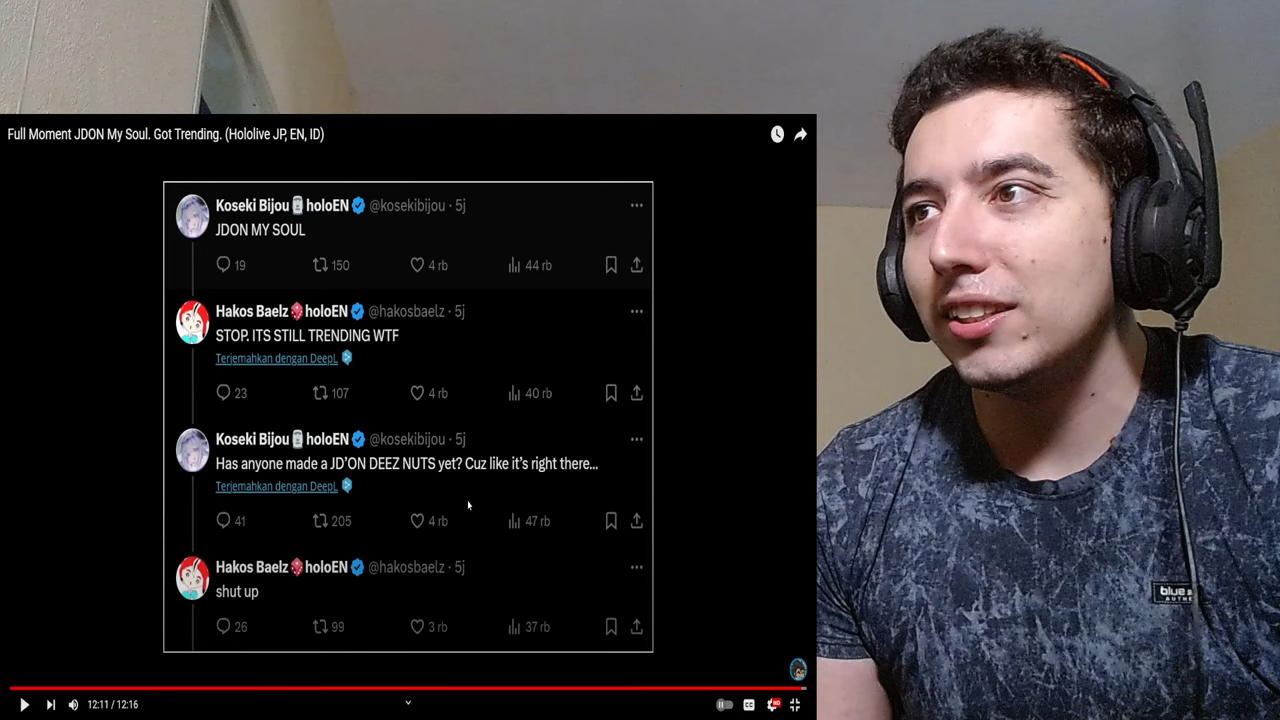 Full Moment JDON My Soul. Got Trending. (Hololive JP, EN, ID)
Koseki Bijou🗿holoEN @kosekibijou · 5j
JDON MY SOUL
19 150 4 rb 44 rb
Hakos Baelz🎲holoEN @hakosbaelz · 5j
STOP. ITS STILL TRENDING WTF
Terjemahkan dengan DeepL
23 107 4 rb 40 rb
Koseki Bijou🗿holoEN @kosekibijou · 5j
Has anyone made a JD'ON DEEZ NUTS yet? Cuz like it's right there...
Terjemahkan dengan DeepL
41 205 4 rb 47 rb
Hakos Baelz🎲holoEN @hakosbaelz · 5j
shut up
26 99 3 rb 37 rb
blue
12:11 / 12:16
CC
HD